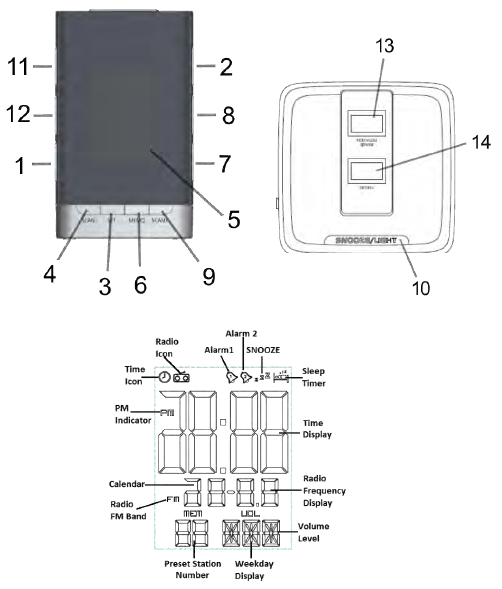 11
2
12
8
1
7
5
4
3
6
9
MEMO
13
14
SNOOZE/LIGHT
10
Alarm 2
Radio
Icon
Alarm1
SNOOZE
Time
Icon
Sleep
Timer
PM
Indicator
PM
Time
Display
Calendar
Radio
FM Band
FM
Radio
Frequency
Display
MEM
VOL
Volume
Level
Preset Station
Number
Weekday
Display